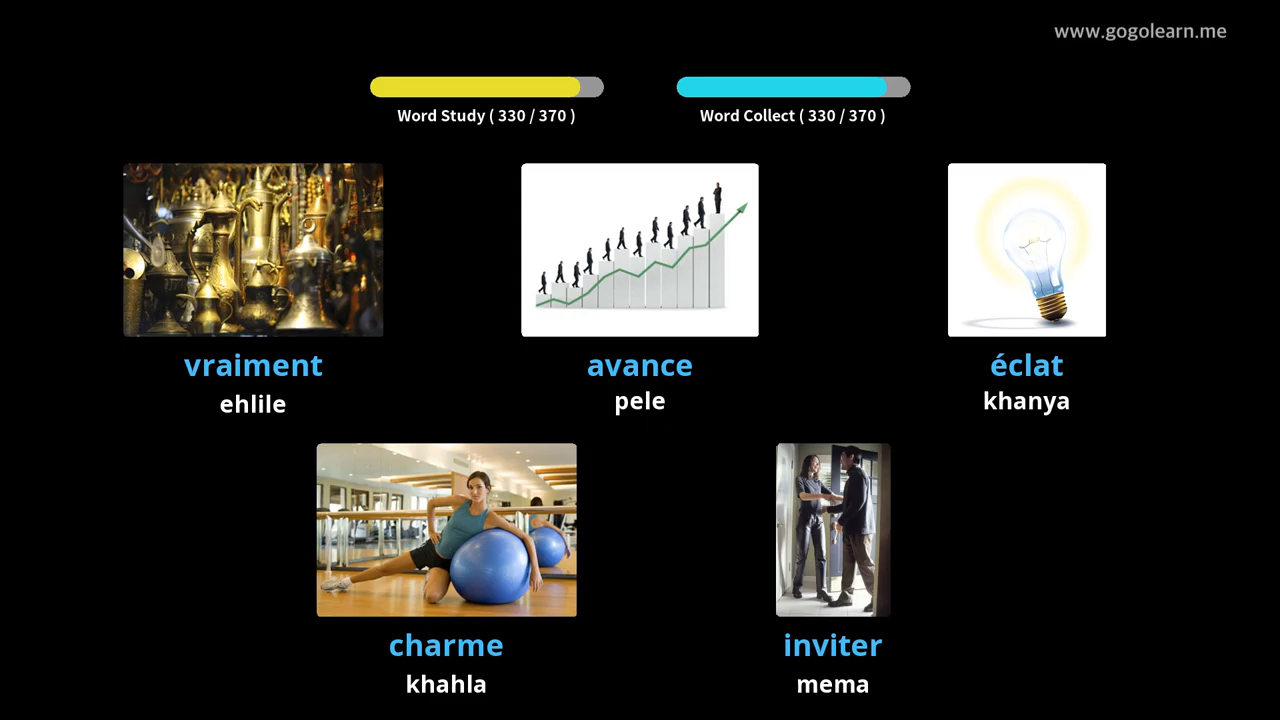 www.gogolearn.me
Word Study ( 330 / 370 )
Word Collect ( 330 / 370 )
vraiment
ehlile
avance
pele
éclat
khanya
charme
khahla
inviter
mema